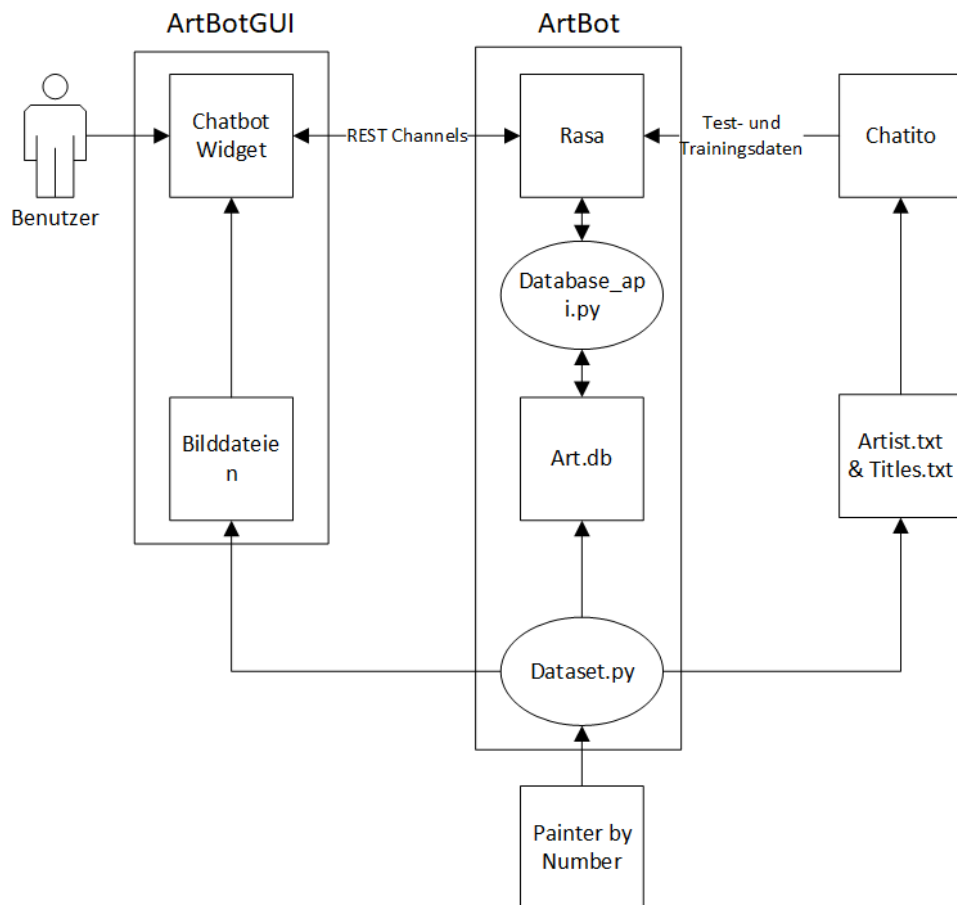 ArtBotGUI
ArtBot
Chatbot
Widget
REST Channels
Rasa
Test- und
Trainingsdaten
Chatito
Benutzer
Database_ap
i.py
Bilddateie
n
Art.db
Artist.txt
& Titles.txt
Dataset.py
Painter by
Number